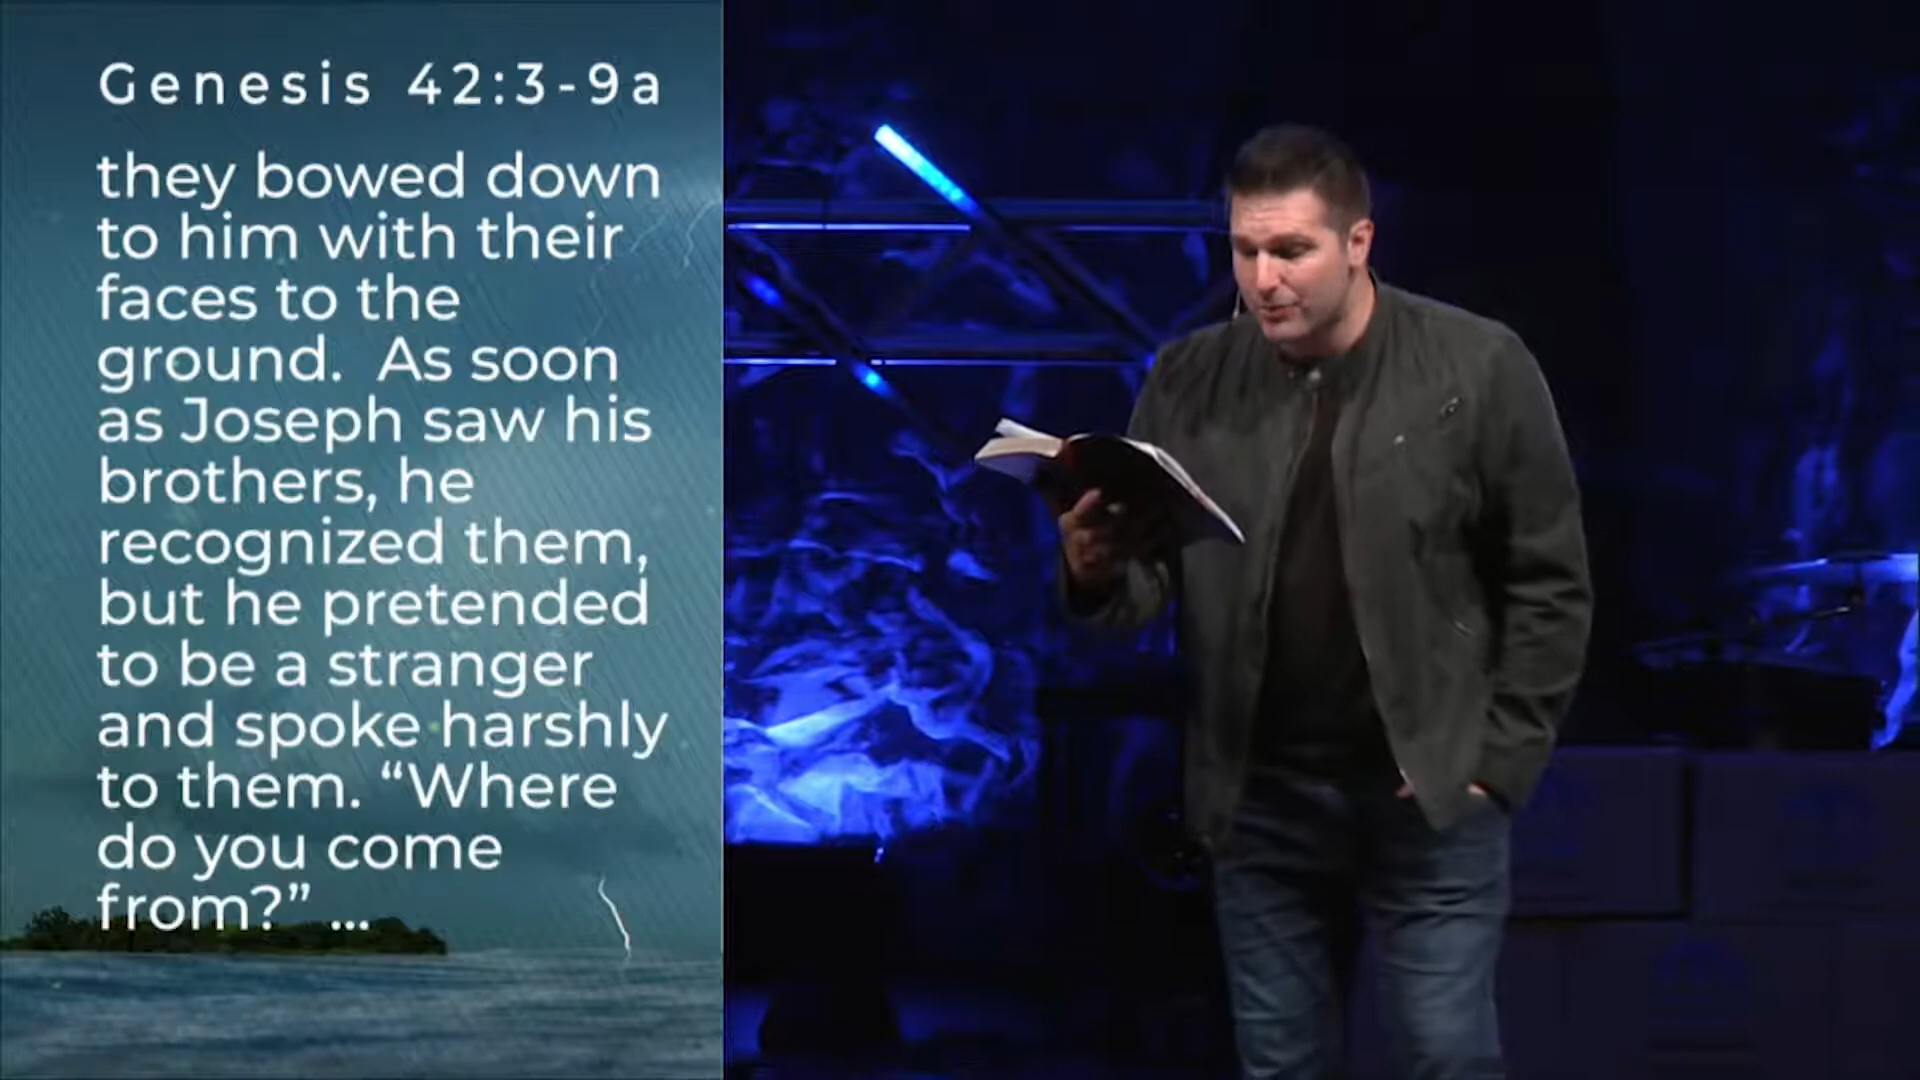 Genesis 42:3-9a
they bowed down
to him with their
faces to the
ground.  As soon
as Joseph saw his
brothers, he
recognized them,
but he pretended
to be a stranger
and spoke harshly
to them. “Where
do you come
from?” ...